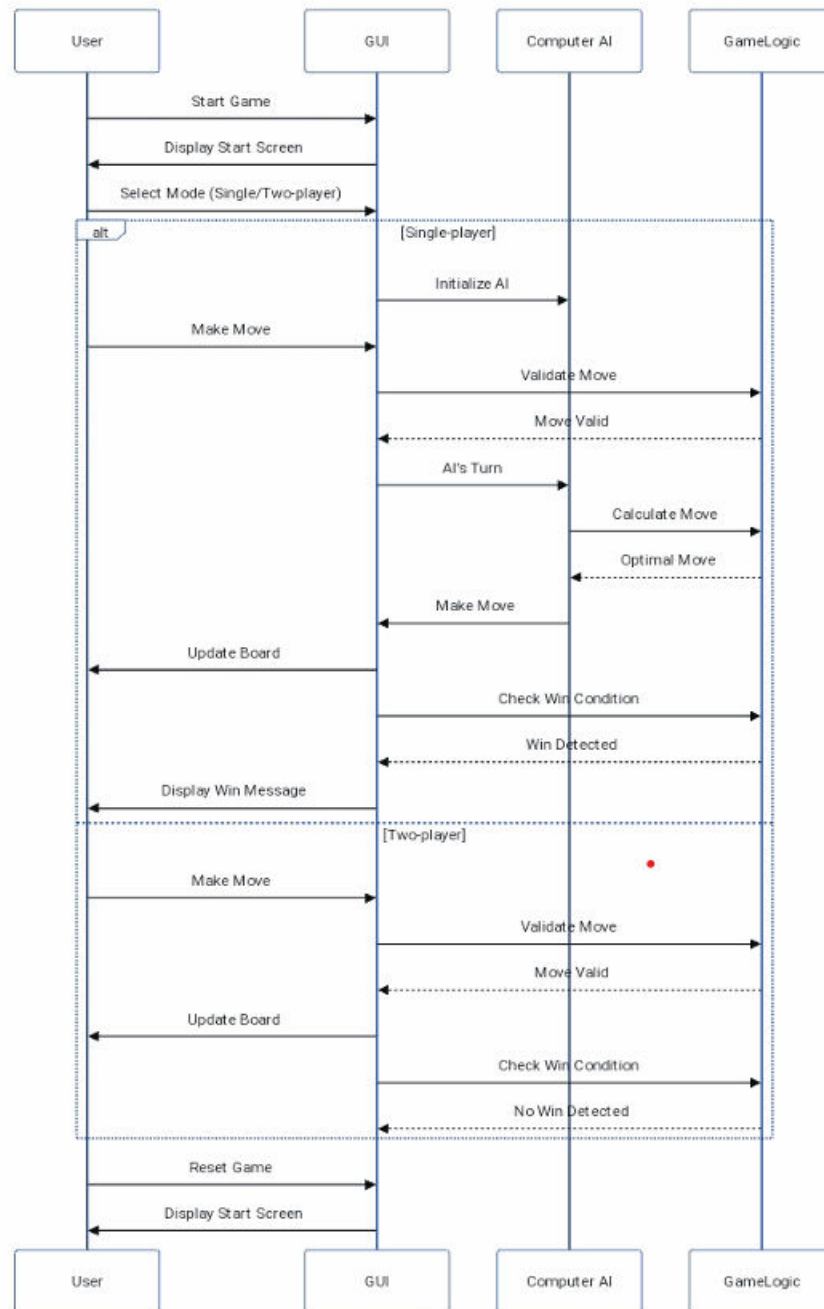 User GUI Computer AI GameLogic
Start Game
Display Start Screen
Select Mode (Single/Two-player)
alt [Single-player]
Initialize AI
Make Move
Validate Move
Move Valid
AI's Turn
Calculate Move
Optimal Move
Make Move
Update Board
Check Win Condition
Win Detected
Display Win Message
[Two-player]
Make Move
Validate Move
Move Valid
Update Board
Check Win Condition
No Win Detected
Reset Game
Display Start Screen
User GUI Computer AI GameLogic